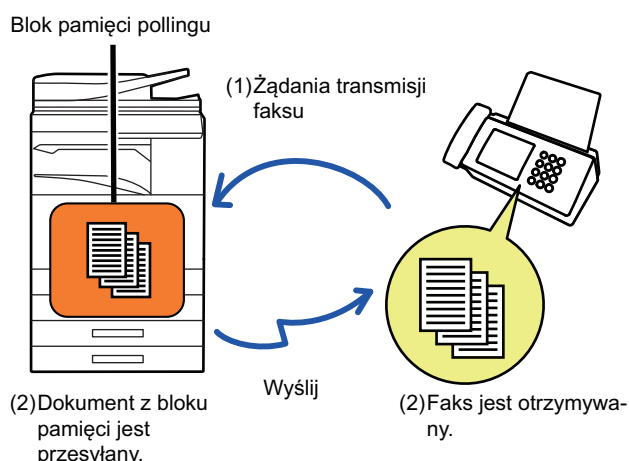 Blok pamięci pollingu
(1)Żądania transmisji
faksu
Wyślij
(2)Dokument z bloku
pamięci jest
przesyłany.
(2)Faks jest otrzymywa-
ny.